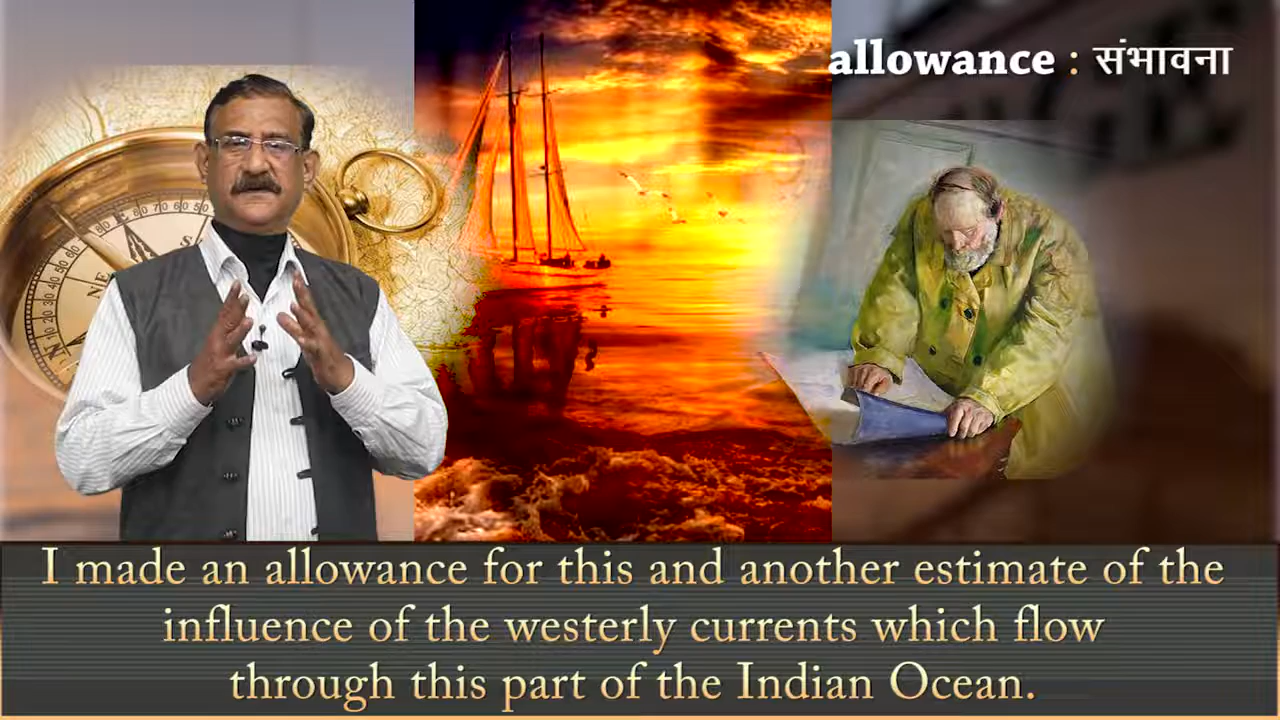 allowance : संभावना
I made an allowance for this and another estimate of the
influence of the westerly currents which flow
through this part of the Indian Ocean.